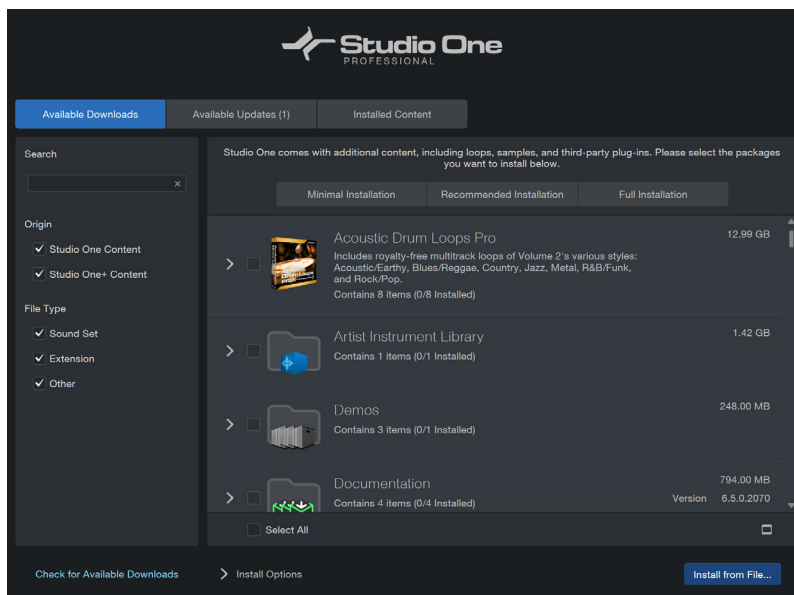 Studio One
PROFESSIONAL
Available Downloads
Available Updates (1)
Installed Content
Search
Studio One comes with additional content, including loops, samples, and third-party plug-ins. Please select the packages
you want to install below.
Minimal Installation
Recommended Installation
Full Installation
Origin
Studio One Content
Studio One+ Content
File Type
Sound Set
Extension
Other
Acoustic Drum Loops Pro
12.99 GB
Includes royalty-free multitrack loops of Volume 2's various styles:
Acoustic/Earthy, Blues/Reggae, Country, Jazz, Metal, R&B/Funk,
and Rock/Pop.
Contains 8 items (0/8 Installed)
Artist Instrument Library
1.42 GB
Contains 1 items (0/1 Installed)
Demos
248.00 MB
Contains 3 items (0/1 Installed)
Documentation
794.00 MB
Contains 4 items (0/4 Installed)
Version 6.5.0.2070
Select All
Check for Available Downloads
Install Options
Install from File...